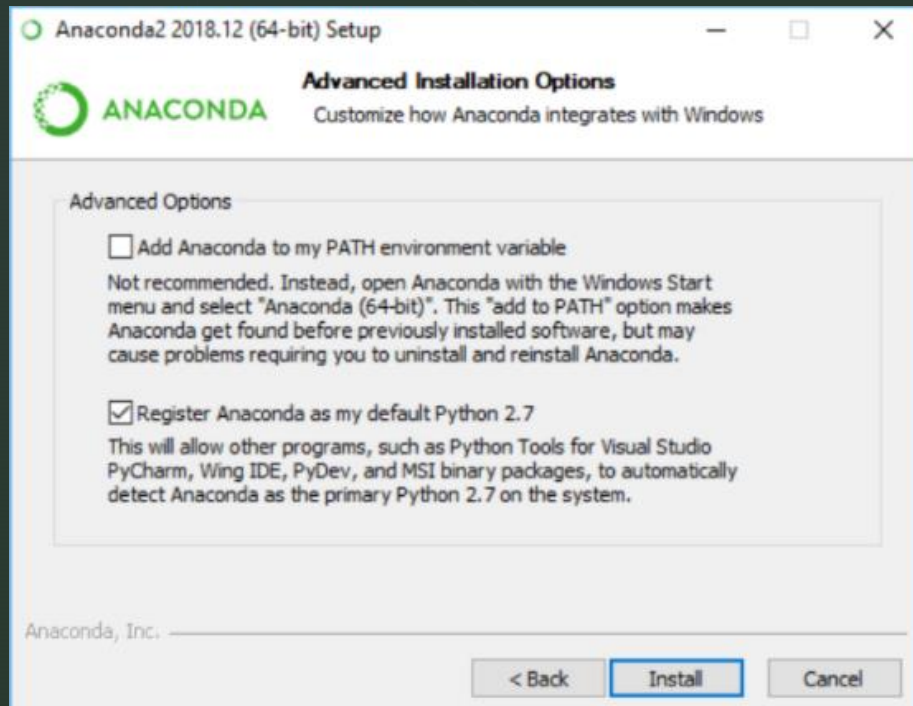 Anaconda2 2018.12 (64-bit) Setup
ANACONDA
Advanced Installation Options
Customize how Anaconda integrates with Windows
Advanced Options
Add Anaconda to my PATH environment variable
Not recommended. Instead, open Anaconda with the Windows Start
menu and select "Anaconda (64-bit)". This "add to PATH" option makes
Anaconda get found before previously installed software, but may
cause problems requiring you to uninstall and reinstall Anaconda.
Register Anaconda as my default Python 2.7
This will allow other programs, such as Python Tools for Visual Studio
PyCharm, Wing IDE, PyDev, and MSI binary packages, to automatically
detect Anaconda as the primary Python 2.7 on the system.
Anaconda, Inc.
< Back
Install
Cancel